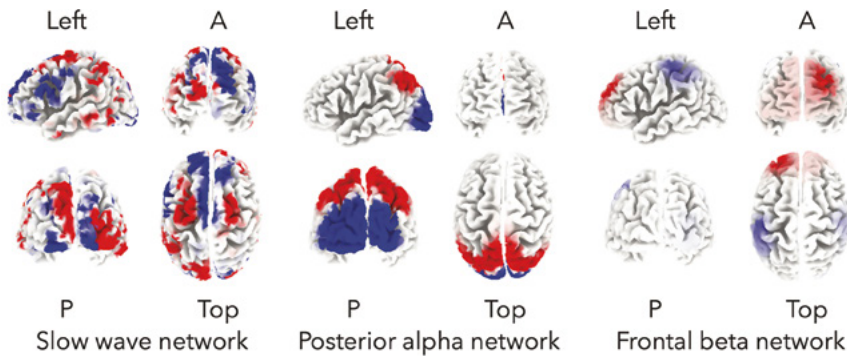 Left A Left A Left A
P Top P Top P Top
Slow wave network Posterior alpha network Frontal beta network